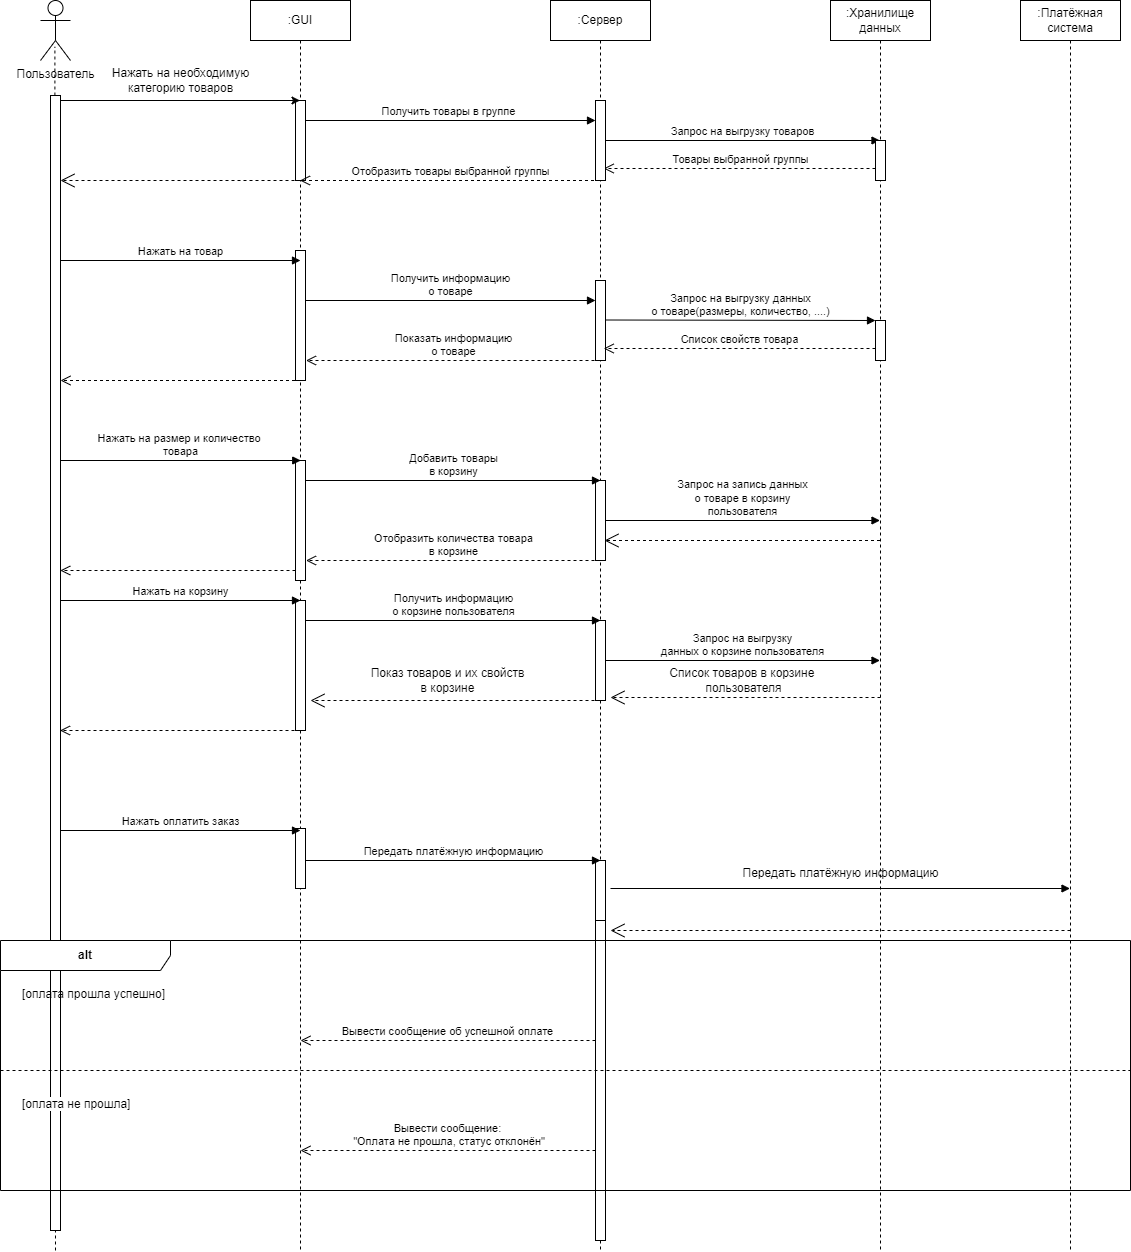 :GUI
:Сервер
:Хранилище
данных
:Платёжная
система
Пользователь
Нажать на необходимую
категорию товаров
Получить товары в группе
Запрос на выгрузку товаров
Товары выбранной группы
Отобразить товары выбранной группы
Нажать на товар
Получить информацию
о товаре
Запрос на выгрузку данных
о товаре(размеры, количество, ....)
Показать информацию
о товаре
Список свойств товара
Нажать на размер и количество
товара
Добавить товары
в корзину
Запрос на запись данных
о товаре в корзину
пользователя
Отобразить количества товара
в корзине
Нажать на корзину
Получить информацию
о корзине пользователя
Запрос на выгрузку
данных о корзине пользователя
Показ товаров и их свойств
в корзине
Список товаров в корзине
пользователя
Нажать оплатить заказ
Передать платёжную информацию
Передать платёжную информацию
alt
[оплата прошла успешно]
Вывести сообщение об успешной оплате
[оплата не прошла]
Вывести сообщение:
"Оплата не прошла, статус отклонён"